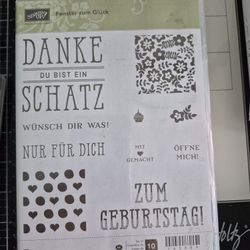 Fenster zum Glück
DANKE
DU BIST EIN
SCHATZ
WÜNSCH DIR WAS!
NUR FÜR DICH
MIT
GEMACHT
ÖFFNE
MICH!
ZUM
GEBURTSTAG!
10